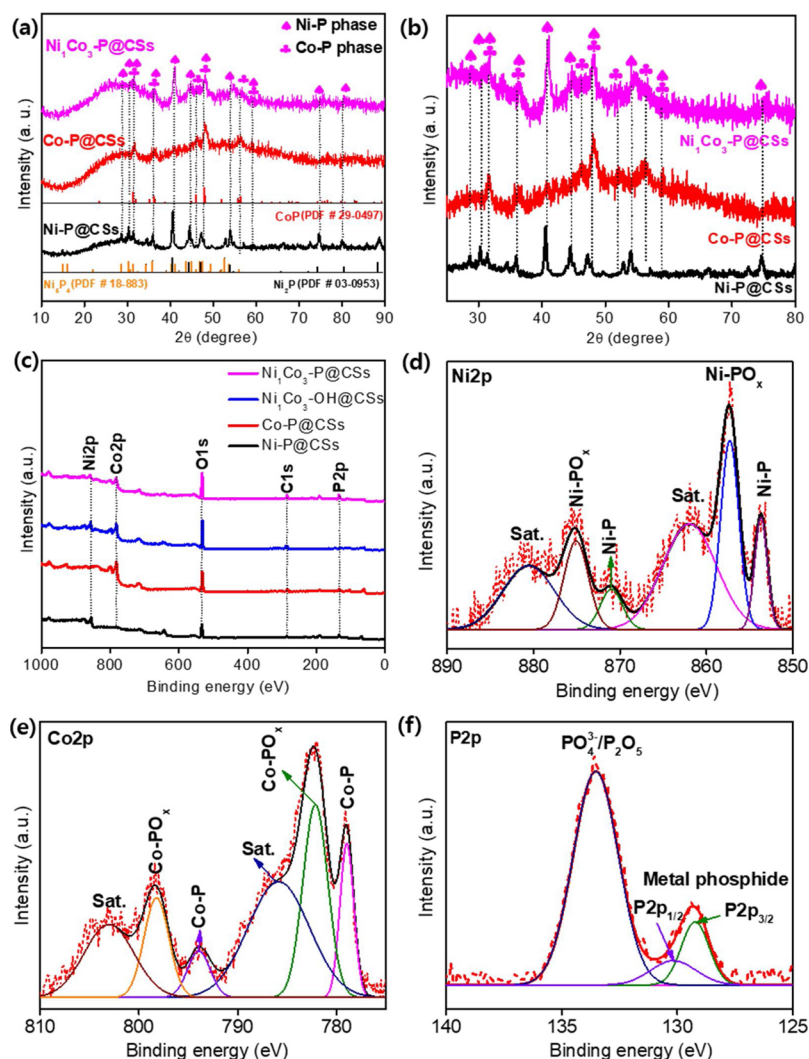 (a)
Ni-P phase
Co-P phase
Ni₁Co₃-P@CSs
Co-P@CSs
CoP(PDF # 29-0497)
Ni-P@CSs
Ni₅P₄(PDF # 18-883)
Ni₂P (PDF # 03-0953)
Intensity (a. u.)
10 20 30 40 50 60 70 80 90
2θ (degree)
(b)
Ni₁Co₃-P@CSs
Co-P@CSs
Ni-P@CSs
Intensity (a. u.)
30 40 50 60 70 80
2θ (degree)
(c)
Ni₁Co₃-P@CSs
Ni₁Co₃-OH@CSs
Co-P@CSs
Ni-P@CSs
Ni2p
Co2p
O1s
C1s
P2p
Intensity (a.u.)
1000 800 600 400 200 0
Binding energy (eV)
(d)
Ni2p
Ni-POₓ
Ni-POₓ
Sat.
Ni-P
Sat.
Ni-P
Intensity (a.u.)
890 880 870 860 850
Binding energy (eV)
(e)
Co2p
Co-POₓ
Co-P
Co-POₓ
Sat.
Sat.
Co-P
Intensity (a.u.)
810 800 790 780
Binding energy (eV)
(f)
P2p
PO₄³⁻/P₂O₅
Metal phosphide
P2p₁/₂
P2p₃/₂
Intensity (a.u.)
140 135 130 125
Binding energy (eV)